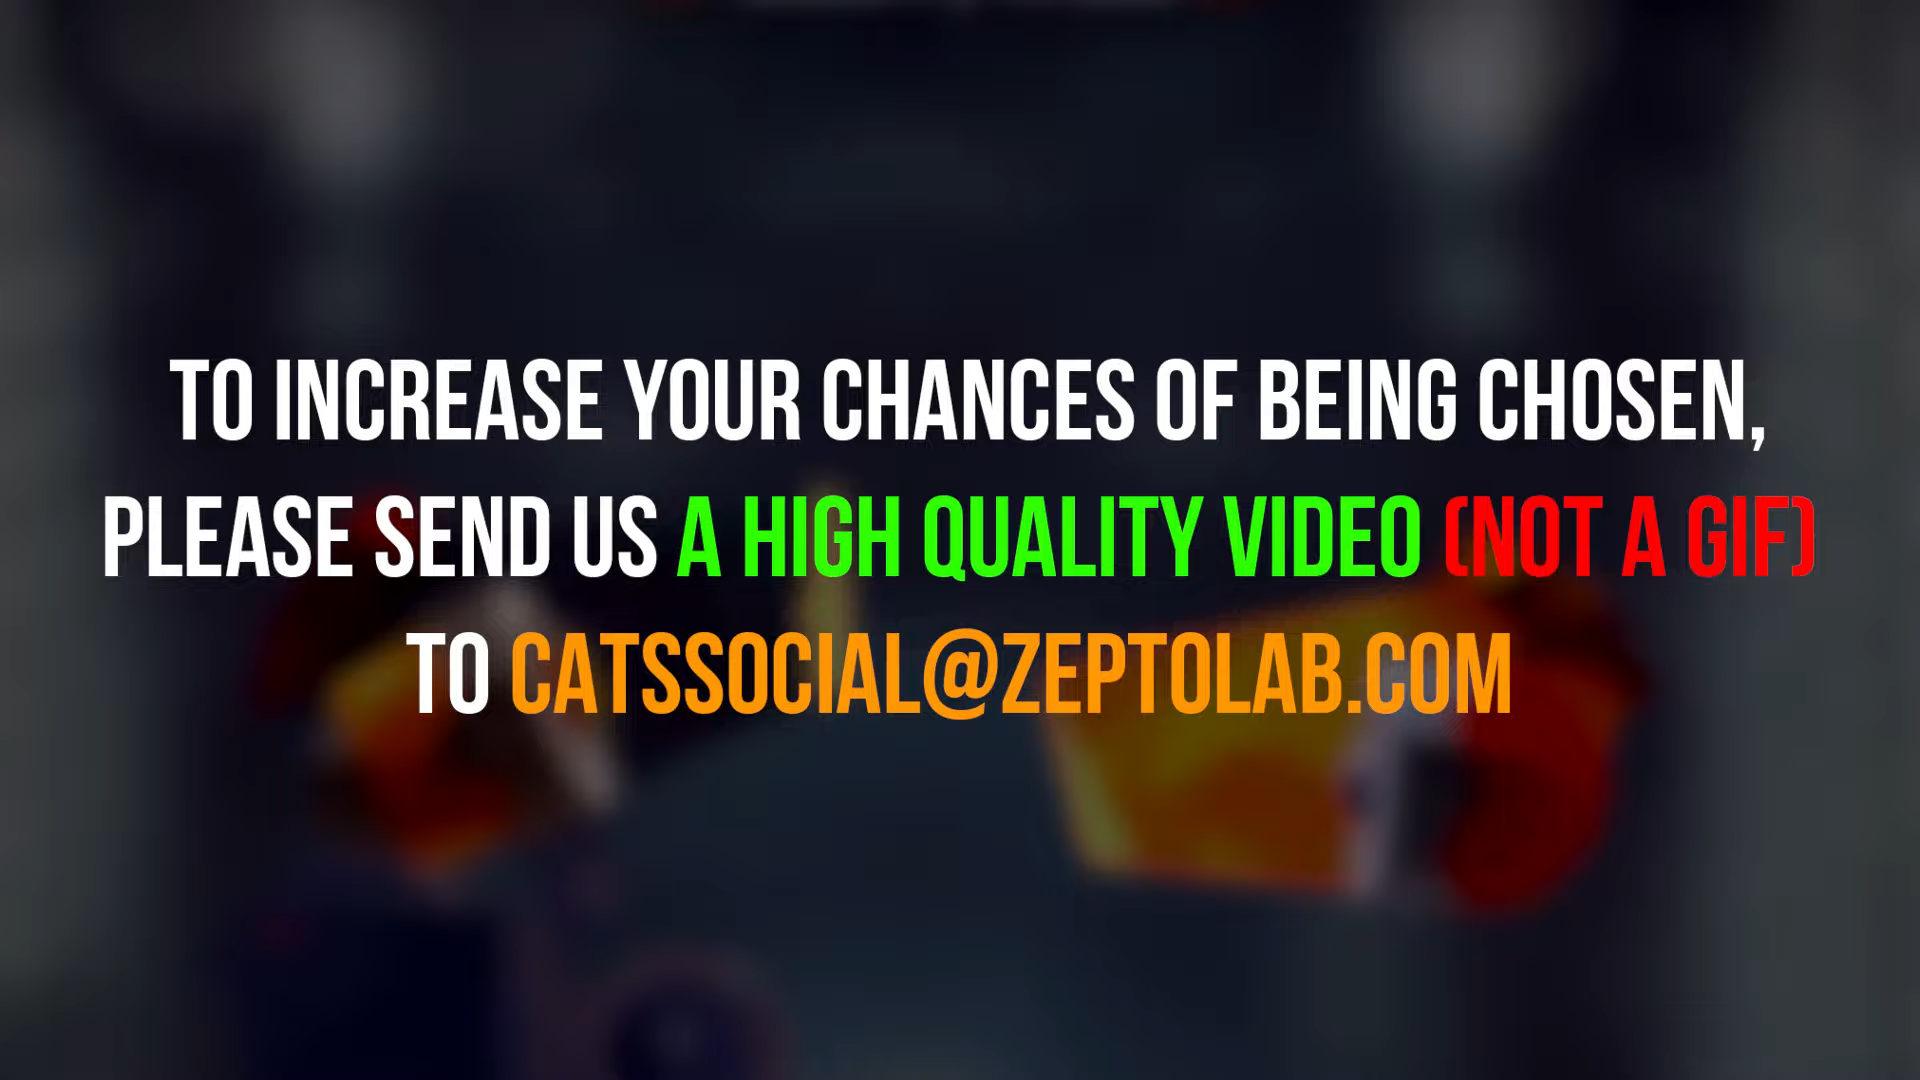 TO INCREASE YOUR CHANCES OF BEING CHOSEN,
PLEASE SEND US A HIGH QUALITY VIDEO (NOT A GIF)
TO CATSSOCIAL@ZEPTOLAB.COM